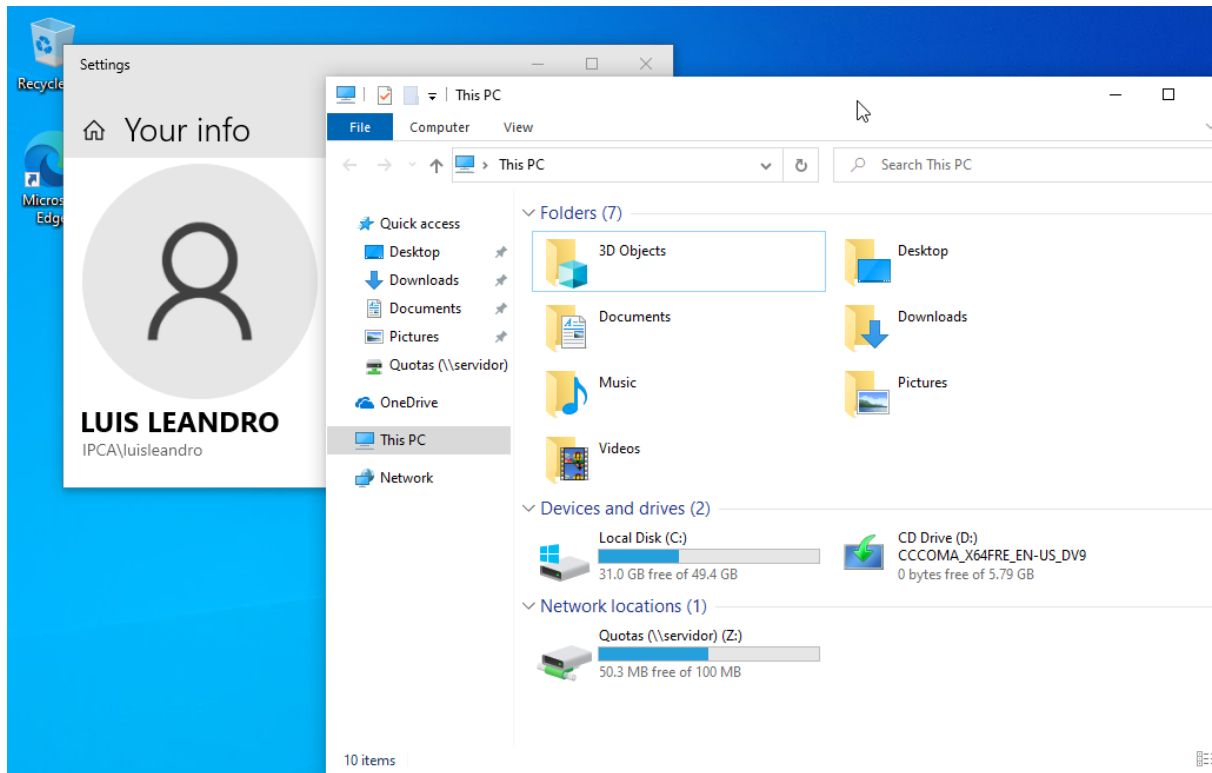 Recycle
Micros
Edge
Settings
Your info
LUIS LEANDRO
IPCA\luisleandro
This PC
File Computer View
This PC
Search This PC
Quick access
Desktop
Downloads
Documents
Pictures
Quotas (\\servidor)
OneDrive
This PC
Network
Folders (7)
3D Objects
Desktop
Documents
Downloads
Music
Pictures
Videos
Devices and drives (2)
Local Disk (C:)
31.0 GB free of 49.4 GB
CD Drive (D:)
CCCOMA_X64FRE_EN-US_DV9
0 bytes free of 5.79 GB
Network locations (1)
Quotas (\\servidor) (Z:)
50.3 MB free of 100 MB
10 items